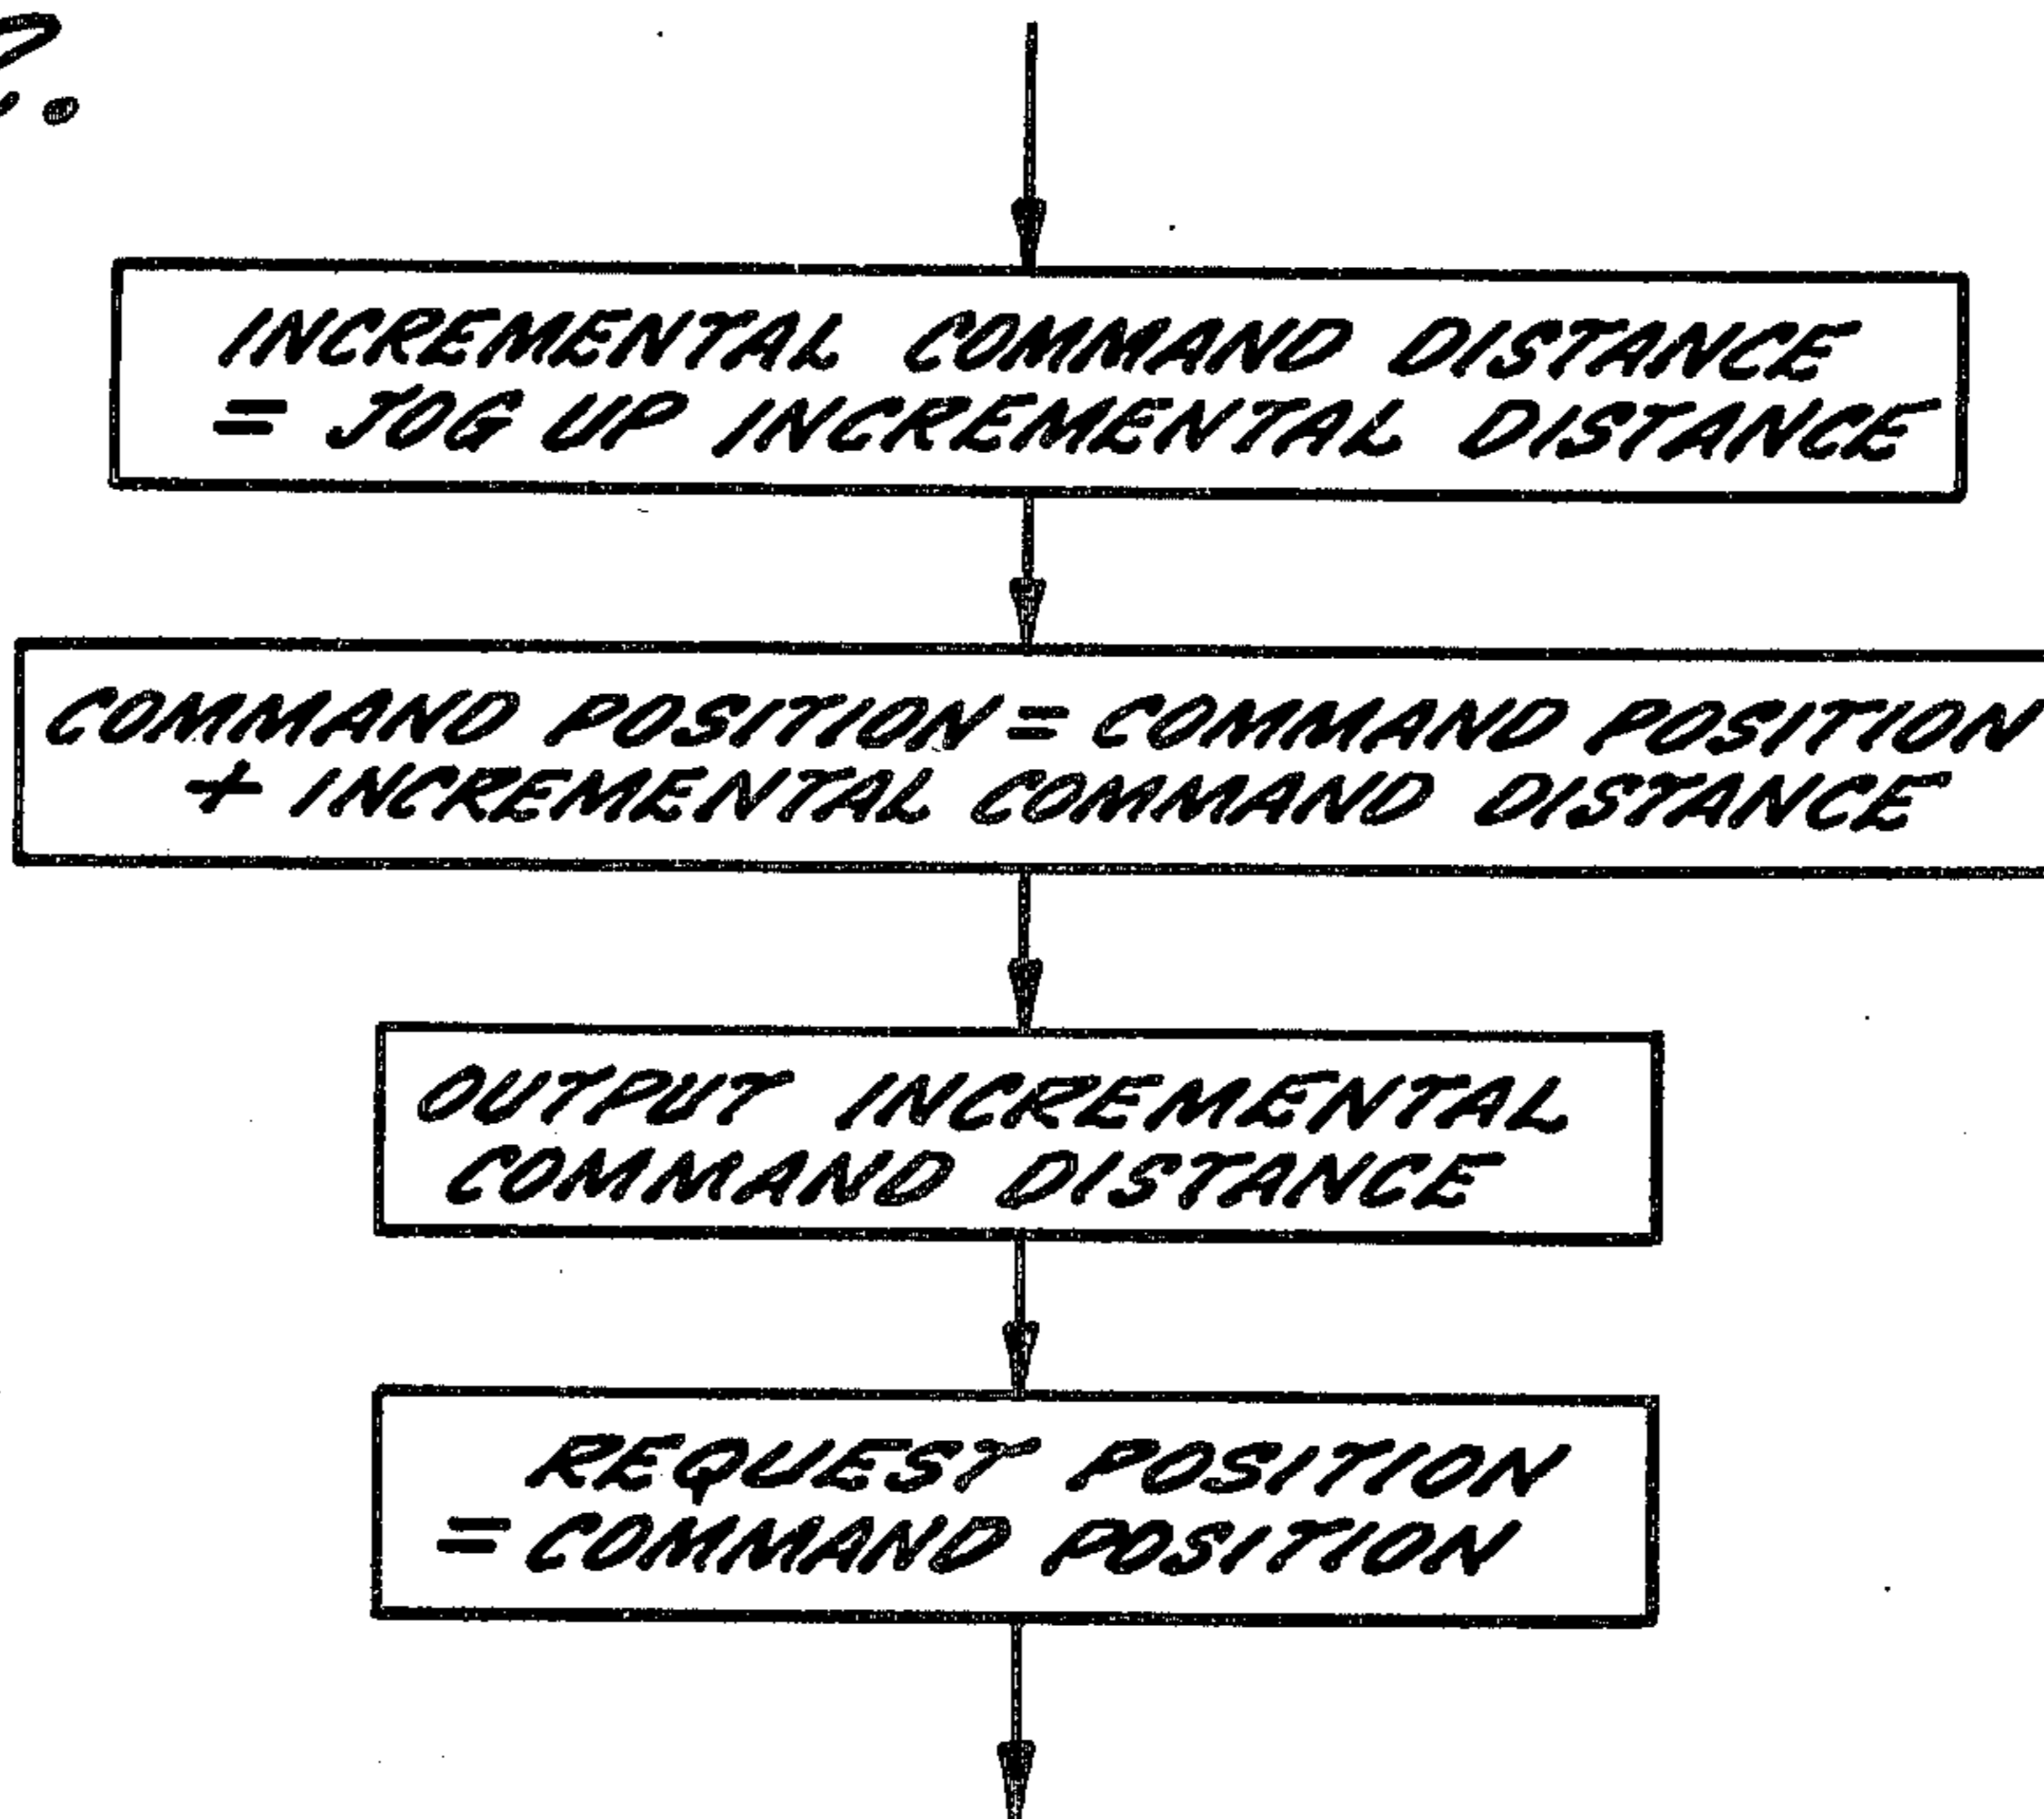 INCREMENTAL COMMAND DISTANCE
= JOG UP INCREMENTAL DISTANCE
COMMAND POSITION = COMMAND POSITION
+ INCREMENTAL COMMAND DISTANCE
OUTPUT INCREMENTAL
COMMAND DISTANCE
REQUEST POSITION
= COMMAND POSITION